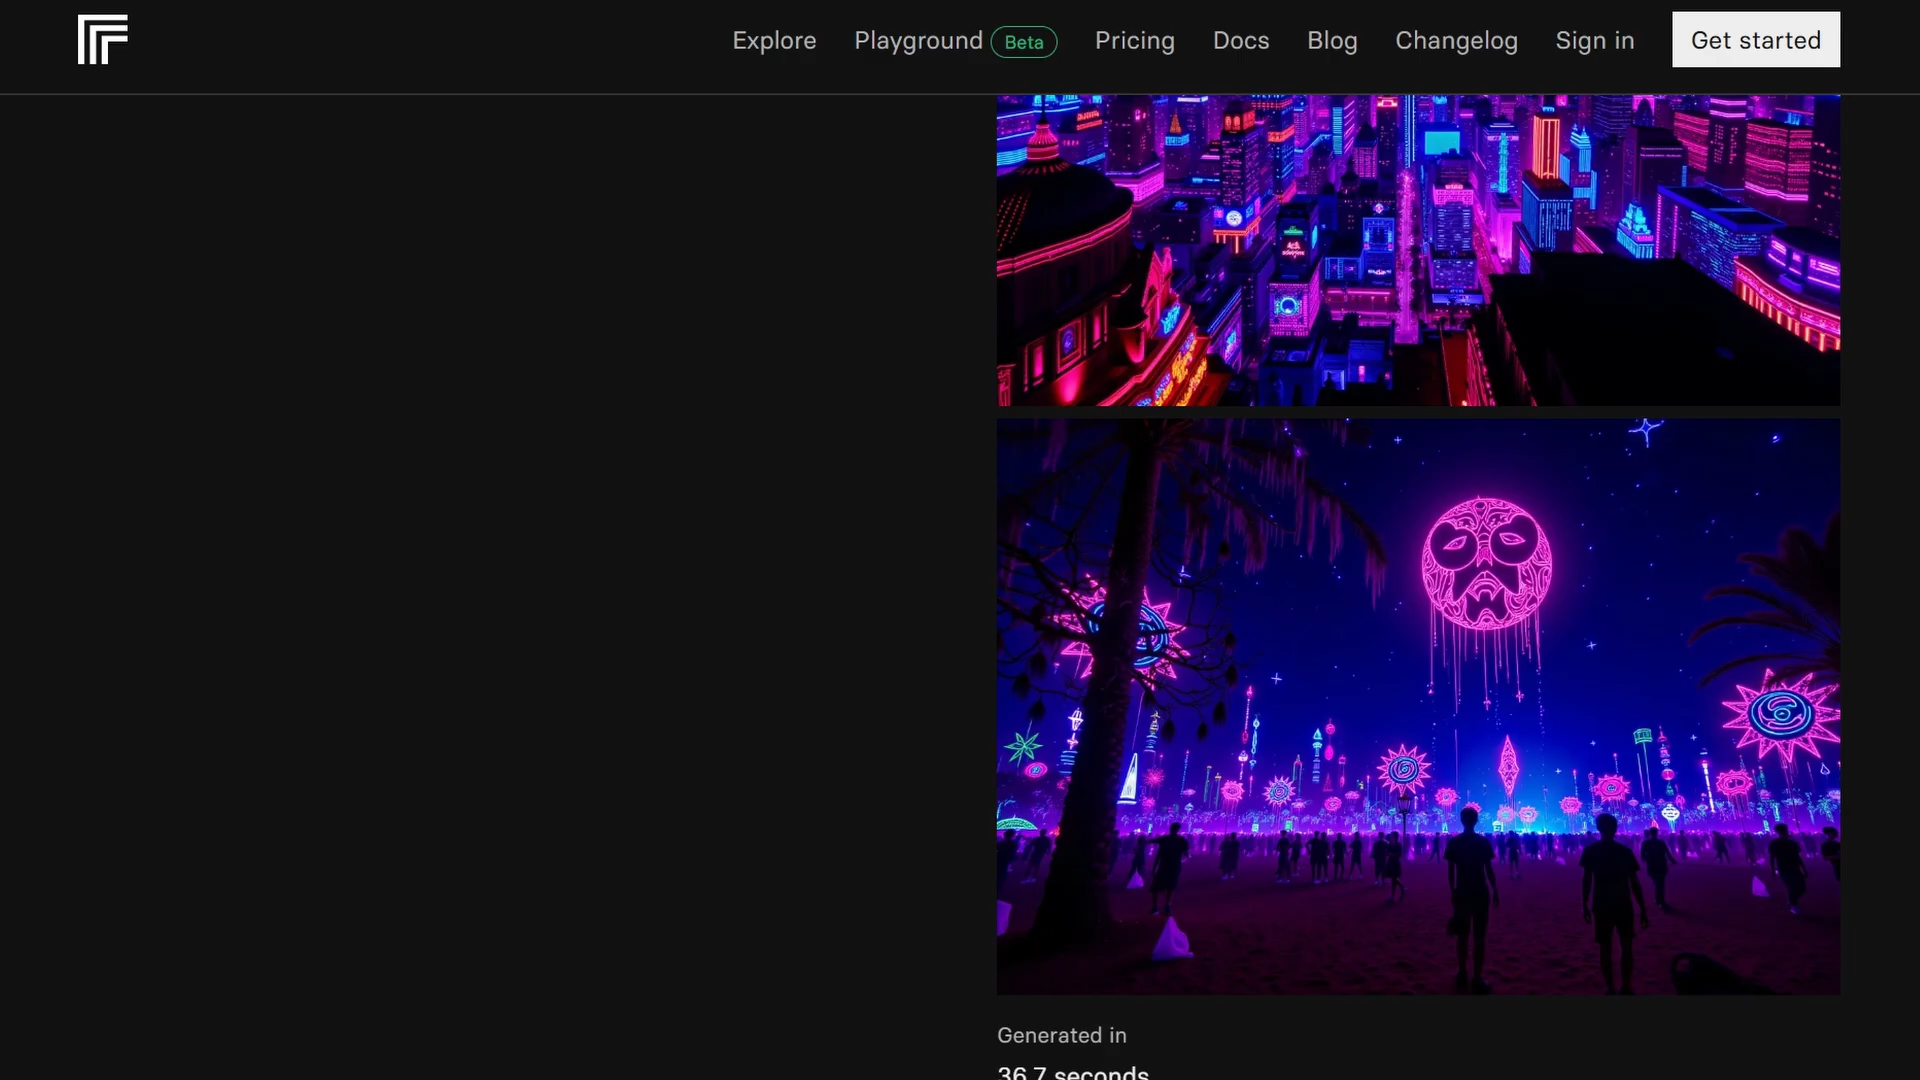 Explore Playground Beta Pricing Docs Blog Changelog Sign in Get started
Generated in
36.7 seconds